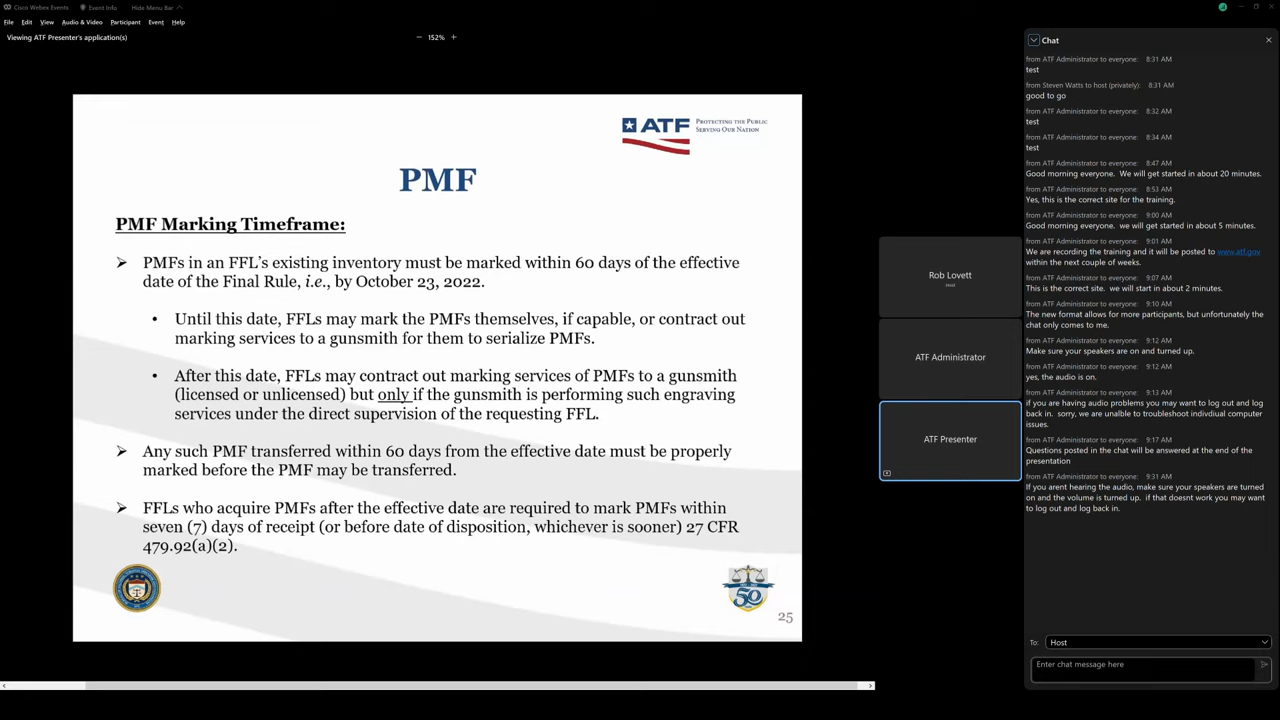 Cisco Webex Events
Event Info
Hide Menu Bar
File Edit View Audio & Video Participant Event Help
Viewing ATF Presenter's application(s)
− 152% +
ATF
PROTECTING THE PUBLIC
SERVING OUR NATION
PMF
PMF Marking Timeframe:
➢ PMFs in an FFL's existing inventory must be marked within 60 days of the effective
date of the Final Rule, i.e., by October 23, 2022.
• Until this date, FFLs may mark the PMFs themselves, if capable, or contract out
marking services to a gunsmith for them to serialize PMFs.
• After this date, FFLs may contract out marking services of PMFs to a gunsmith
(licensed or unlicensed) but only if the gunsmith is performing such engraving
services under the direct supervision of the requesting FFL.
➢ Any such PMF transferred within 60 days from the effective date must be properly
marked before the PMF may be transferred.
➢ FFLs who acquire PMFs after the effective date are required to mark PMFs within
seven (7) days of receipt (or before date of disposition, whichever is sooner) 27 CFR
479.92(a)(2).
50
25
Rob Lovett
Host
ATF Administrator
ATF Presenter
Chat
from ATF Administrator to everyone: 8:31 AM
test
from Steven Watts to host (privately): 8:31 AM
good to go
from ATF Administrator to everyone: 8:32 AM
test
from ATF Administrator to everyone: 8:34 AM
test
from ATF Administrator to everyone: 8:47 AM
Good morning everyone. We will get started in about 20 minutes.
from ATF Administrator to everyone: 8:53 AM
Yes, this is the correct site for the training.
from ATF Administrator to everyone: 9:00 AM
Good morning everyone. we will get started in about 5 minutes.
from ATF Administrator to everyone: 9:01 AM
We are recording the training and it will be posted to www.atf.gov
within the next couple of weeks.
from ATF Administrator to everyone: 9:07 AM
This is the correct site. we will start in about 2 minutes.
from ATF Administrator to everyone: 9:10 AM
The new format allows for more participants, but unfortunately the
chat only comes to me.
from ATF Administrator to everyone: 9:12 AM
Make sure your speakers are on and turned up.
from ATF Administrator to everyone: 9:12 AM
yes, the audio is on.
from ATF Administrator to everyone: 9:13 AM
if you are having audio problems you may want to log out and log
back in. sorry, we are unable to troubleshoot indivdiual computer
issues.
from ATF Administrator to everyone: 9:17 AM
Questions posted in the chat will be answered at the end of the
presentation
from ATF Administrator to everyone: 9:31 AM
If you arent hearing the audio, make sure your speakers are turned
on and the volume is turned up. if that doesnt work you may want
to log out and log back in.
To: Host
Enter chat message here